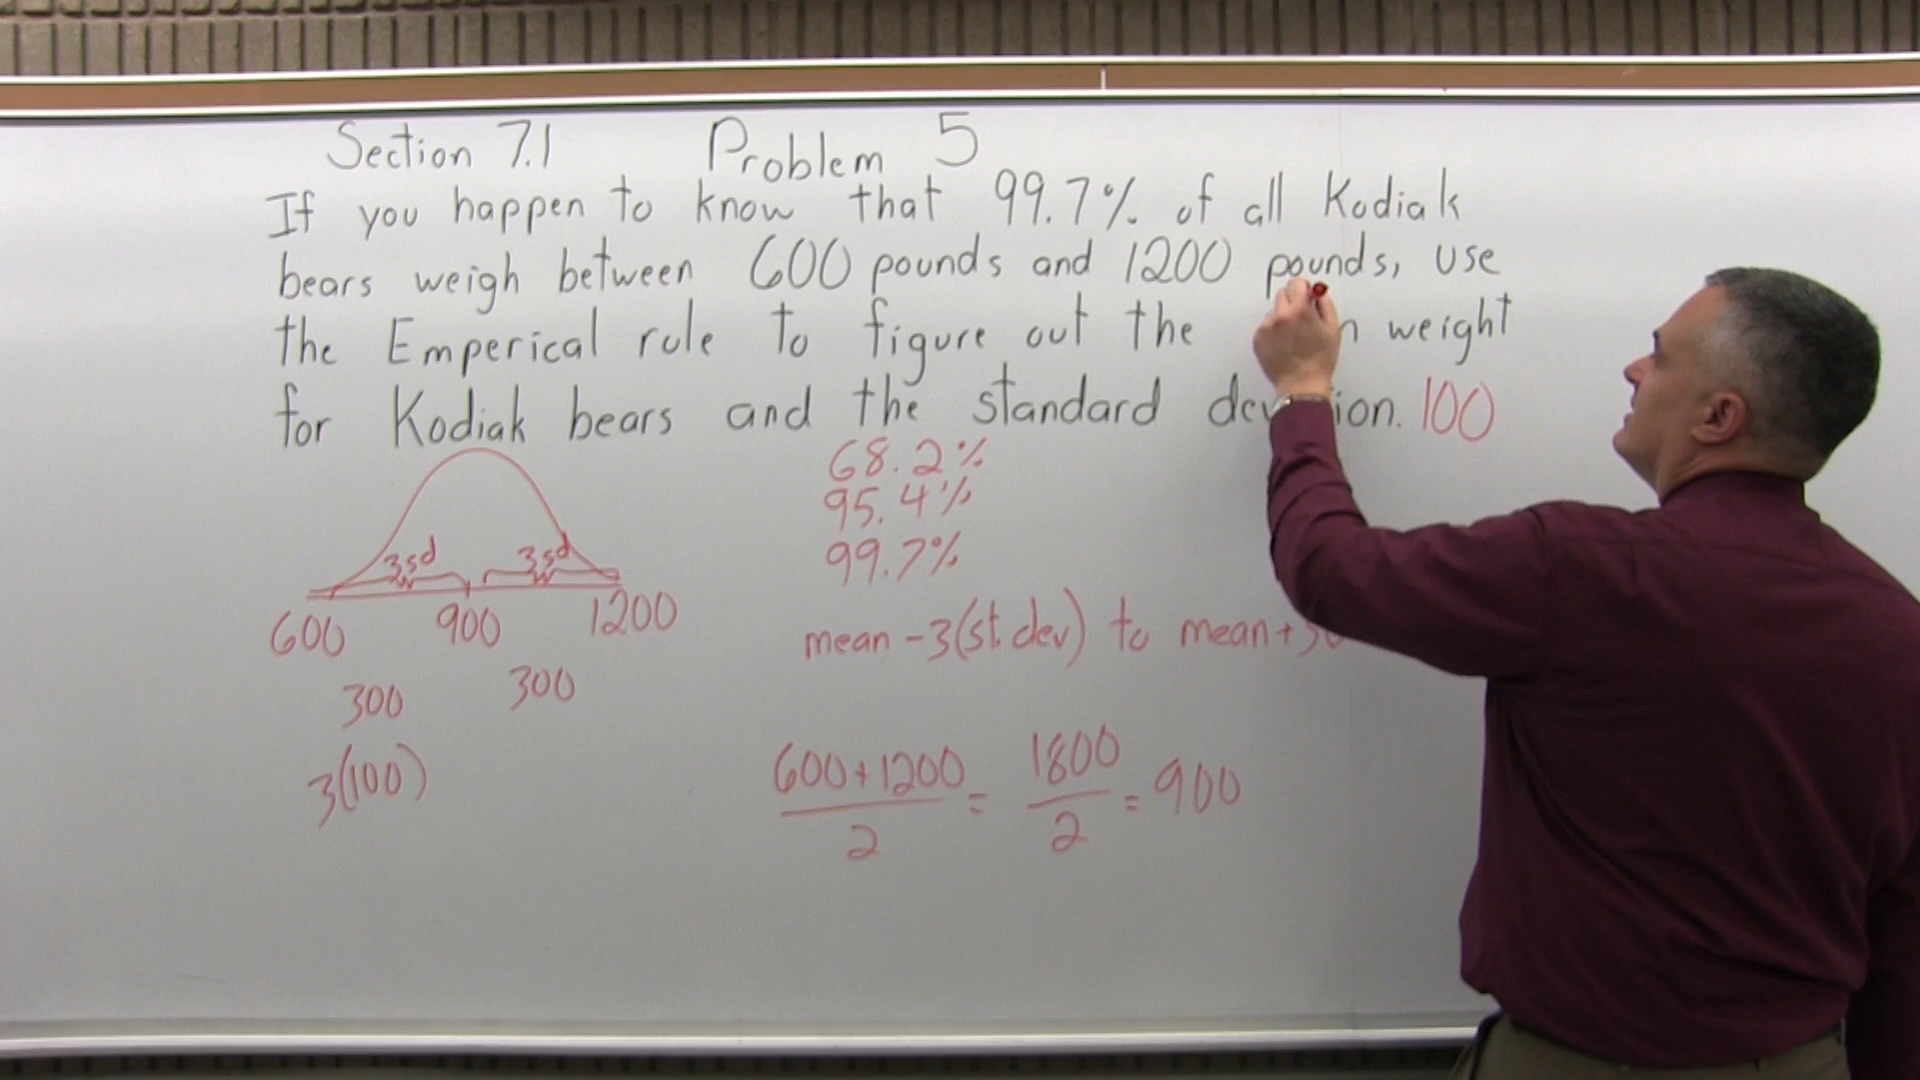 Section 7.1 Problem 5
If you happen to know that 99.7% of all Kodiak
bears weigh between 600 pounds and 1200 pounds, use
the Emperical rule to figure out the weight
for Kodiak bears and the standard 100
68.2%
95.4%
99.7%
3sd 3sd
600 900 1200
mean -3(st. dev) to mean +
300 300
3(100)
600+1200 / 2 = 1800 / 2 = 900